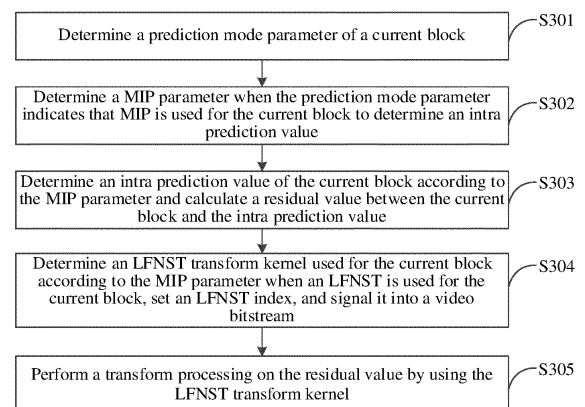 Determine a prediction mode parameter of a current block
S301
Determine a MIP parameter when the prediction mode parameter
indicates that MIP is used for the current block to determine an intra
prediction value
S302
Determine an intra prediction value of the current block according to
the MIP parameter and calculate a residual value between the current
block and the intra prediction value
S303
Determine an LFNST transform kernel used for the current block
according to the MIP parameter when an LFNST is used for the
current block, set an LFNST index, and signal it into a video
bitstream
S304
Perform a transform processing on the residual value by using the
LFNST transform kernel
S305